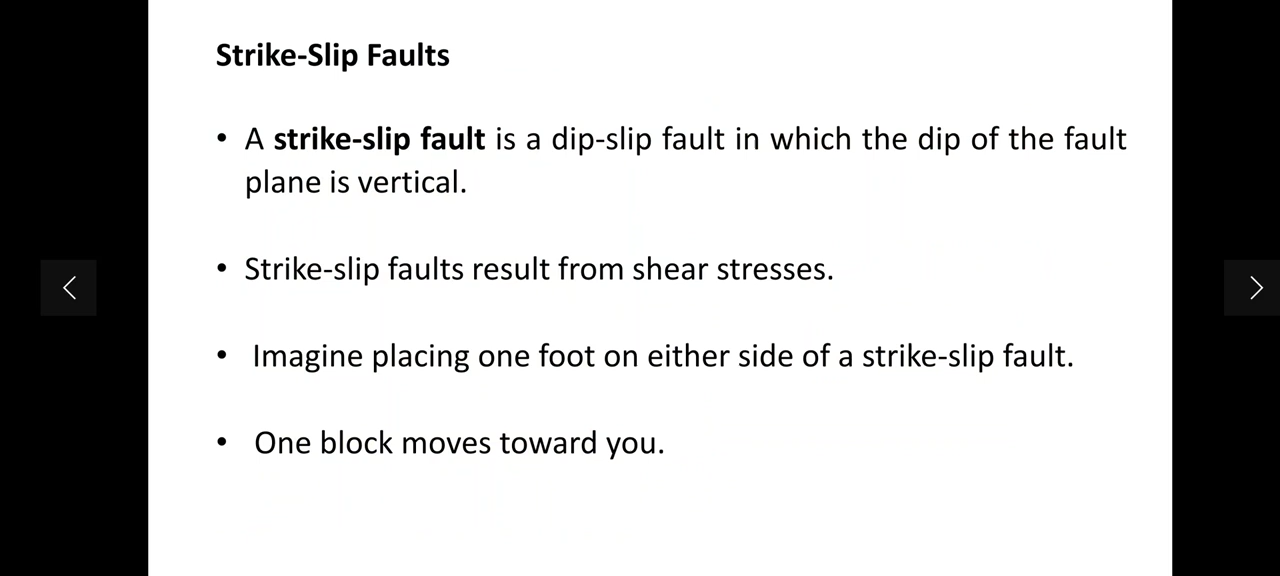 Strike-Slip Faults
• A strike-slip fault is a dip-slip fault in which the dip of the fault
plane is vertical.
• Strike-slip faults result from shear stresses.
• Imagine placing one foot on either side of a strike-slip fault.
• One block moves toward you.